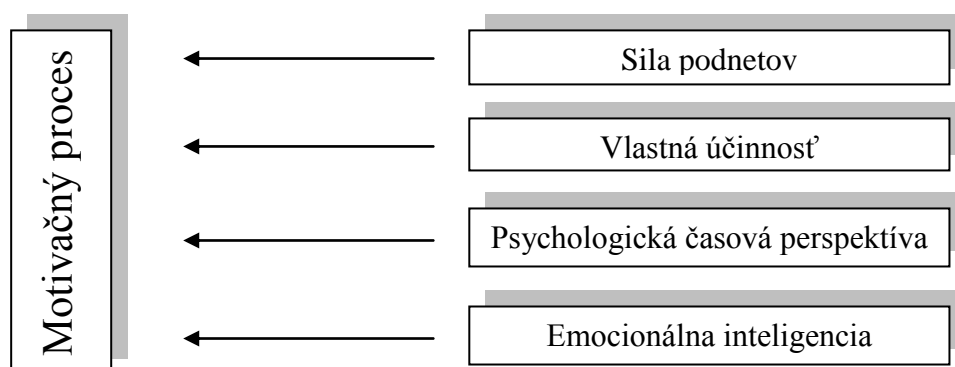 Motivačný proces
Sila podnetov
Vlastná účinnosť
Psychologická časová perspektíva
Emocionálna inteligencia